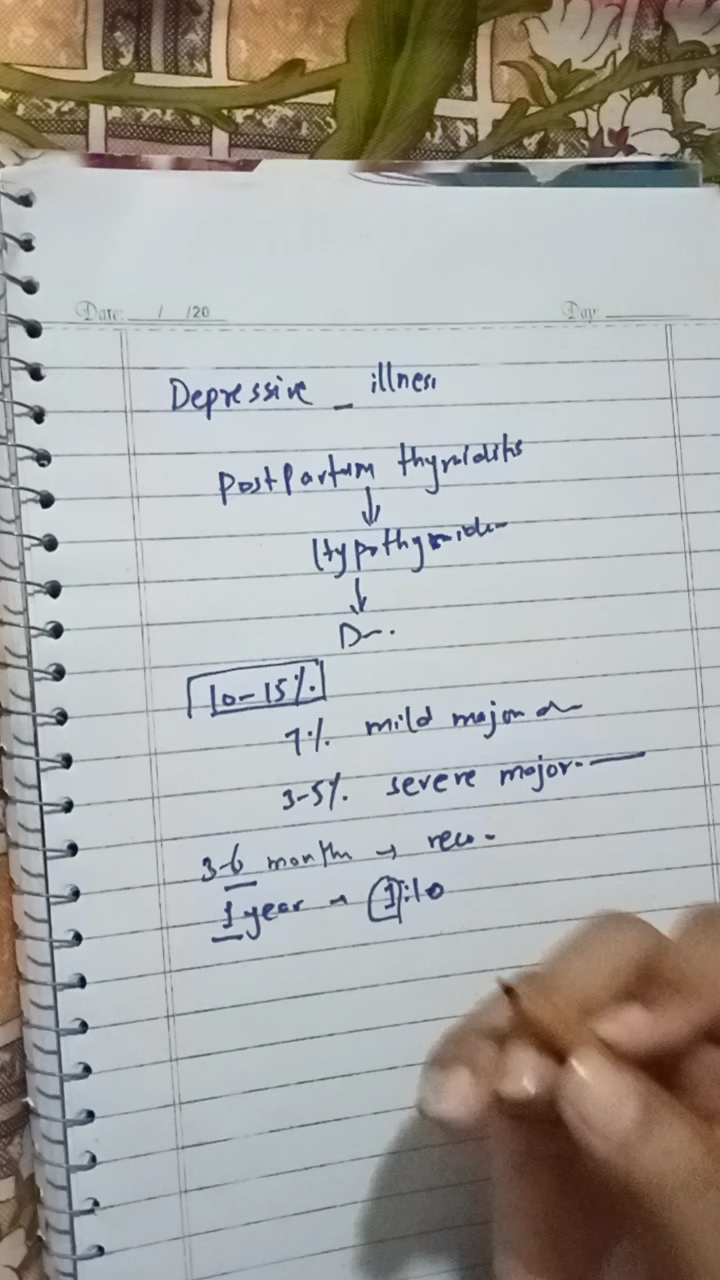 Date: / /20 Day:
Depressive - illness
Postpartum thyroiditis
↓
Hypothyroidism
↓
D
10-15%
7% mild major
3-5% severe major
3-6 month → reco.
1 year - 1:10